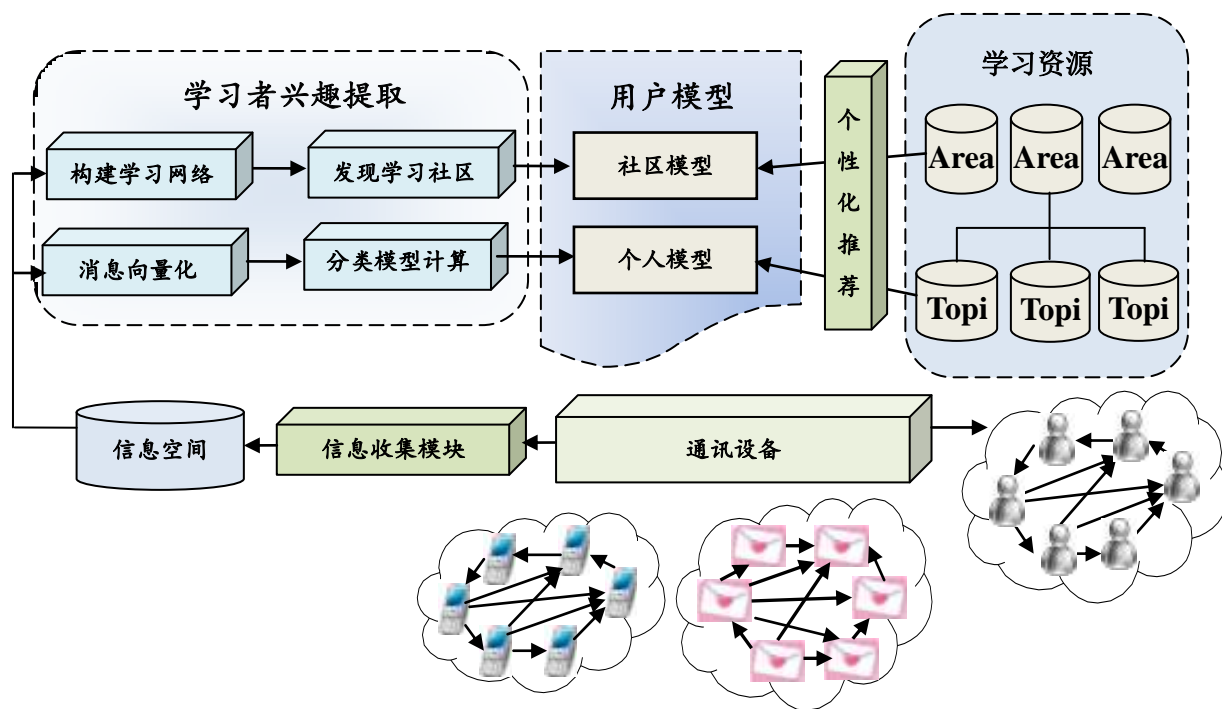 学习者兴趣提取
构建学习网络
发现学习社区
消息向量化
分类模型计算
用户模型
社区模型
个人模型
个性化推荐
学习资源
Area
Area
Area
Topi
Topi
Topi
信息空间
信息收集模块
通讯设备